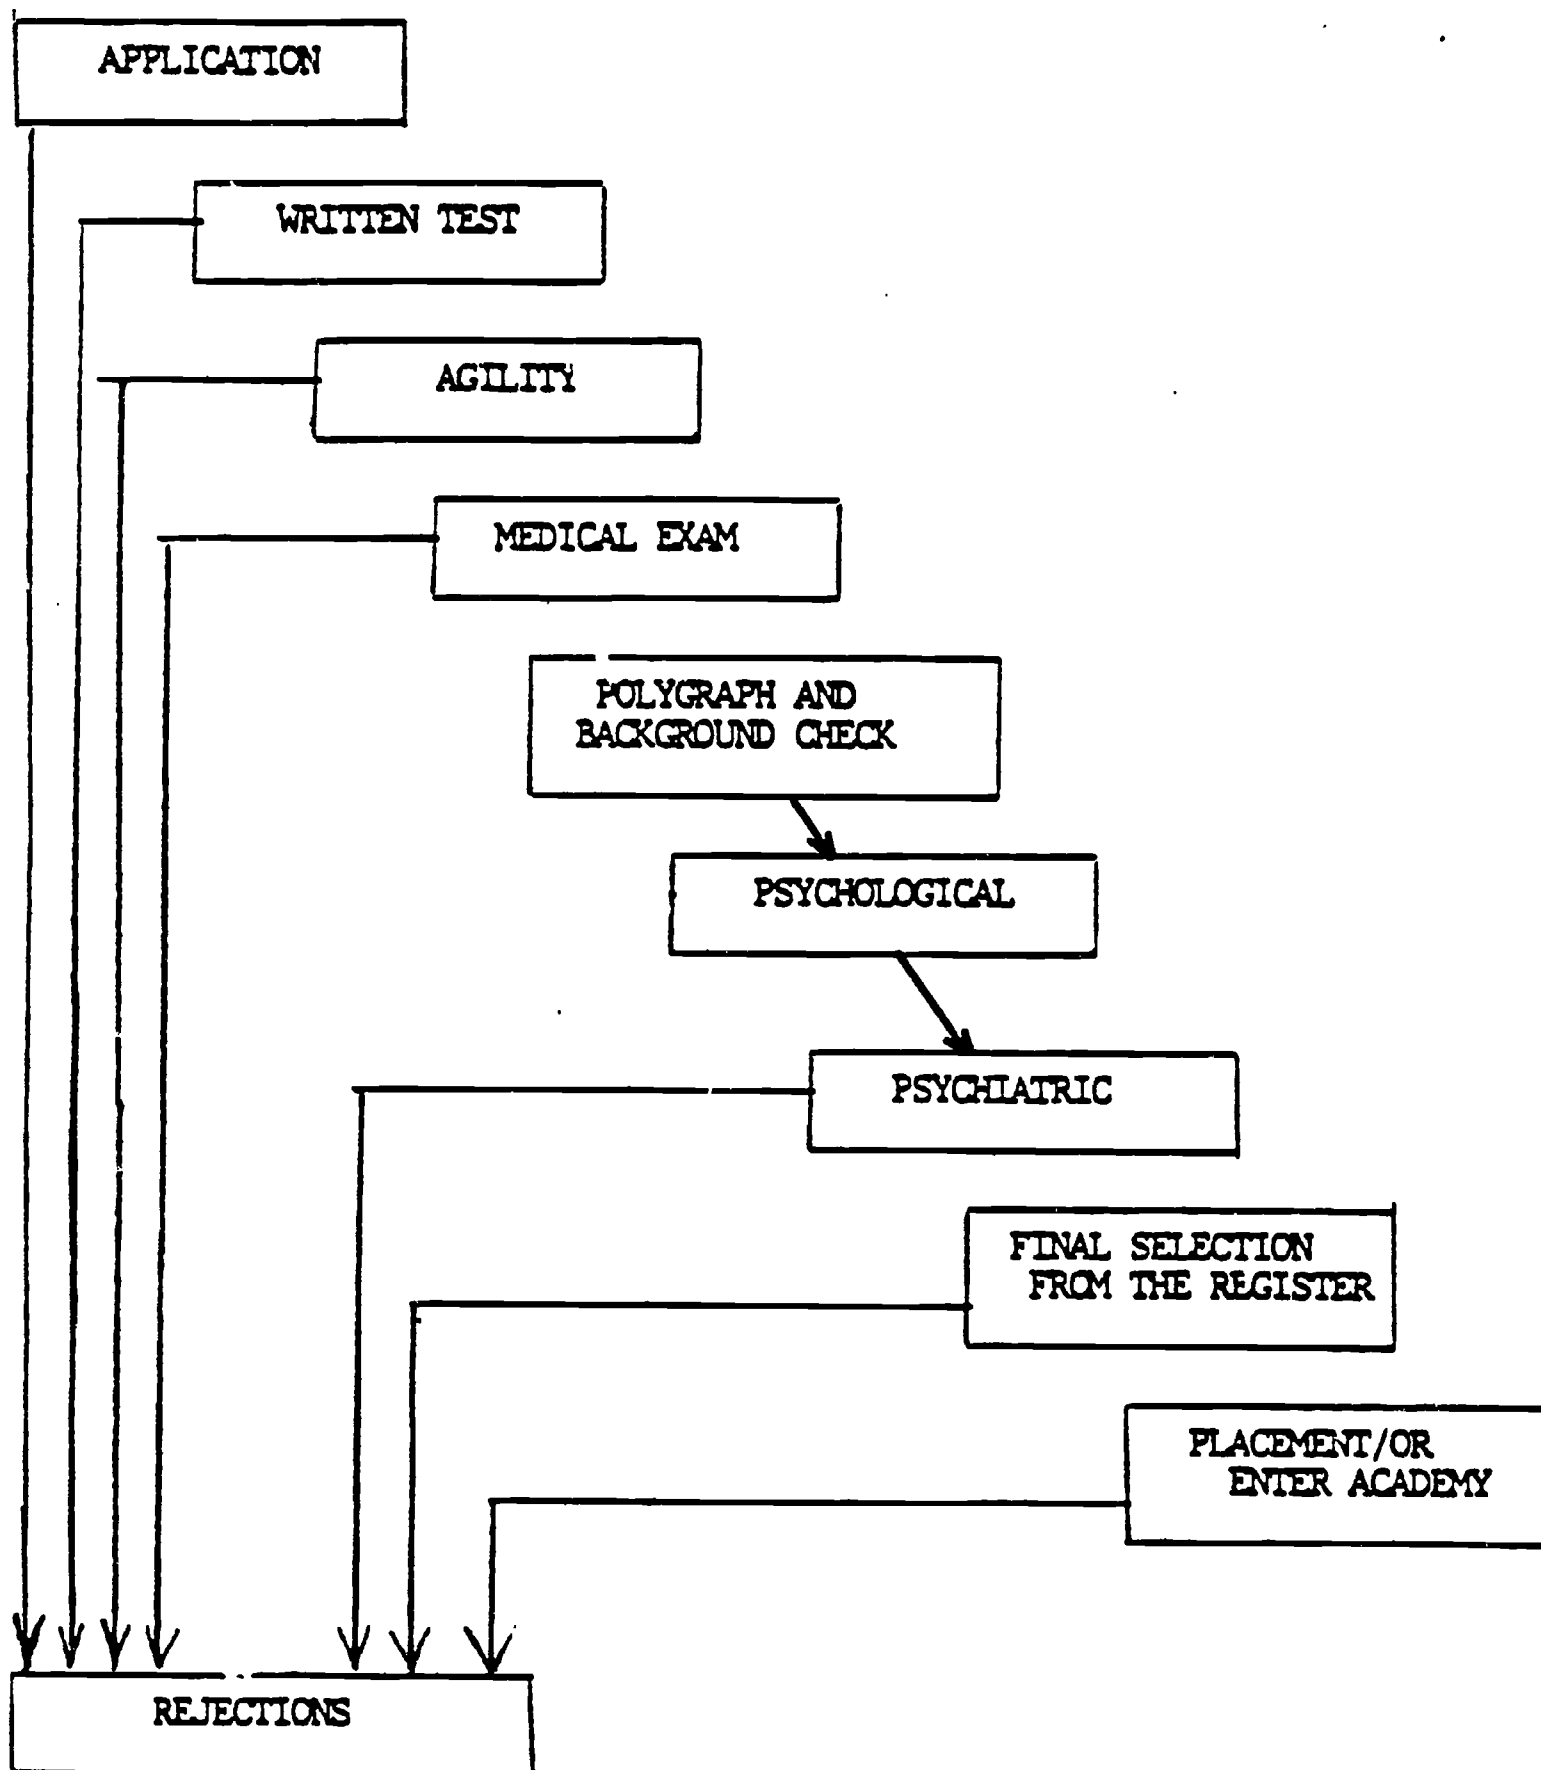 APPLICATION
WRITTEN TEST
AGILITY
MEDICAL EXAM
POLYGRAPH AND
BACKGROUND CHECK
PSYCHOLOGICAL
PSYCHIATRIC
FINAL SELECTION
FROM THE REGISTER
PLACEMENT/OR
ENTER ACADEMY
REJECTIONS